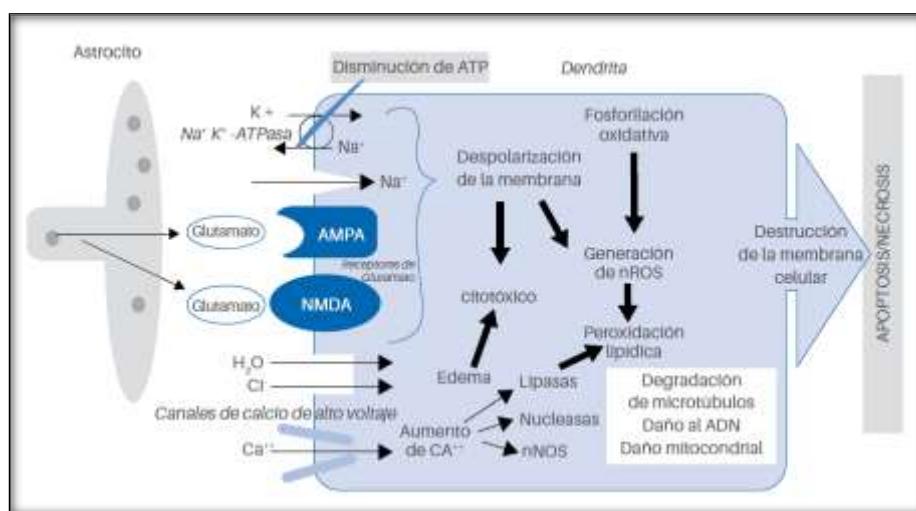 Astrocito
Disminución de ATP
Dendrita
K +
Na⁺ K⁺ -ATPasa
Na⁺
Na⁺
Glutamato
AMPA
Receptores de
Glutamato
Glutamato
NMDA
H₂O
Cl
Canales de calcio de alto voltaje
Ca⁺⁺
Despolarización
de la membrana
Fosforilación
oxidativa
citotóxico
Generación
de nROS
Peroxidación
lipídica
Edema
Lipasas
Nucleasas
nNOS
Aumento
de CA⁺⁺
Degradación
de microtúbulos
Daño al ADN
Daño mitocondrial
Destrucción
de la membrana
celular
APOPTOSIS/NECROSIS